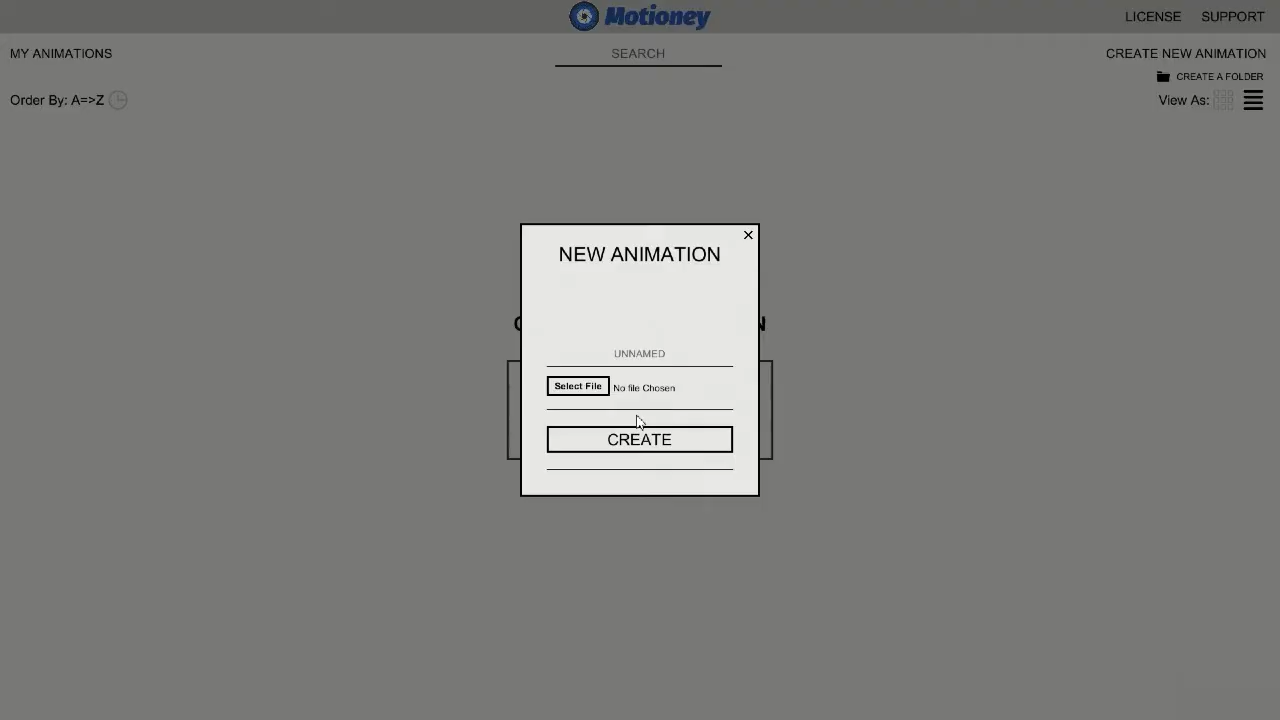 Motioney
LICENSE
SUPPORT
MY ANIMATIONS
SEARCH
CREATE NEW ANIMATION
CREATE A FOLDER
Order By: A=>Z
View As:
NEW ANIMATION
UNNAMED
Select File
No file Chosen
CREATE